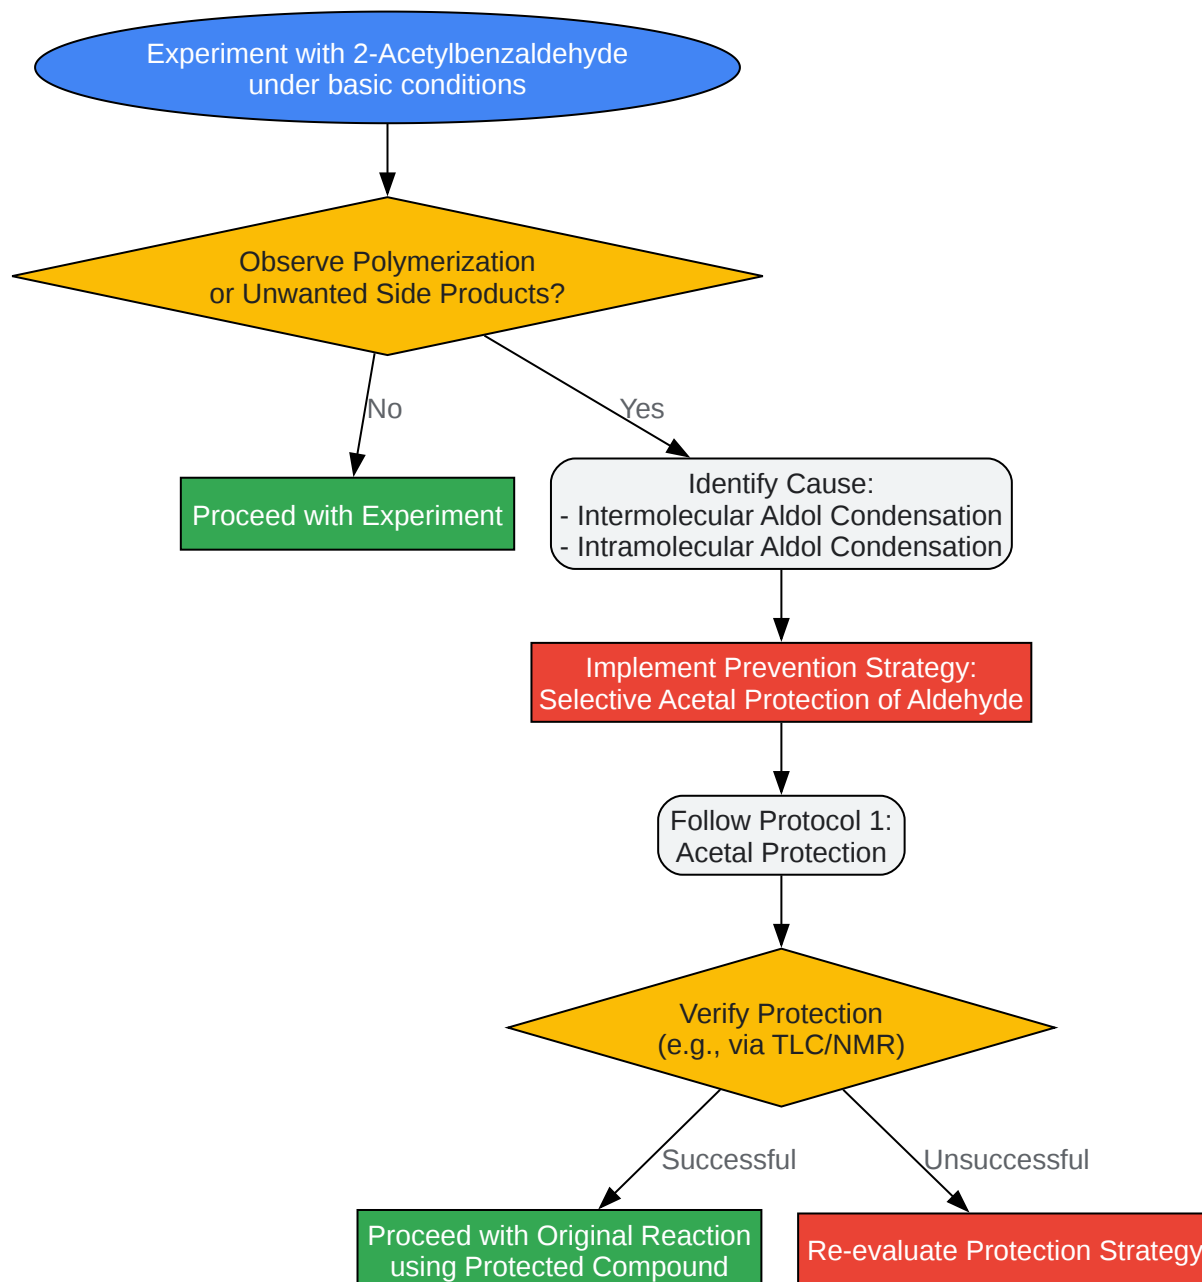 Experiment with 2-Acetylbenzaldehyde
under basic conditions
Observe Polymerization
or Unwanted Side Products?
No
Yes
Proceed with Experiment
Identify Cause:
- Intermolecular Aldol Condensation
- Intramolecular Aldol Condensation
Implement Prevention Strategy:
Selective Acetal Protection of Aldehyde
Follow Protocol 1:
Acetal Protection
Verify Protection
(e.g., via TLC/NMR)
Successful
Unsuccessful
Proceed with Original Reaction
using Protected Compound
Re-evaluate Protection Strategy